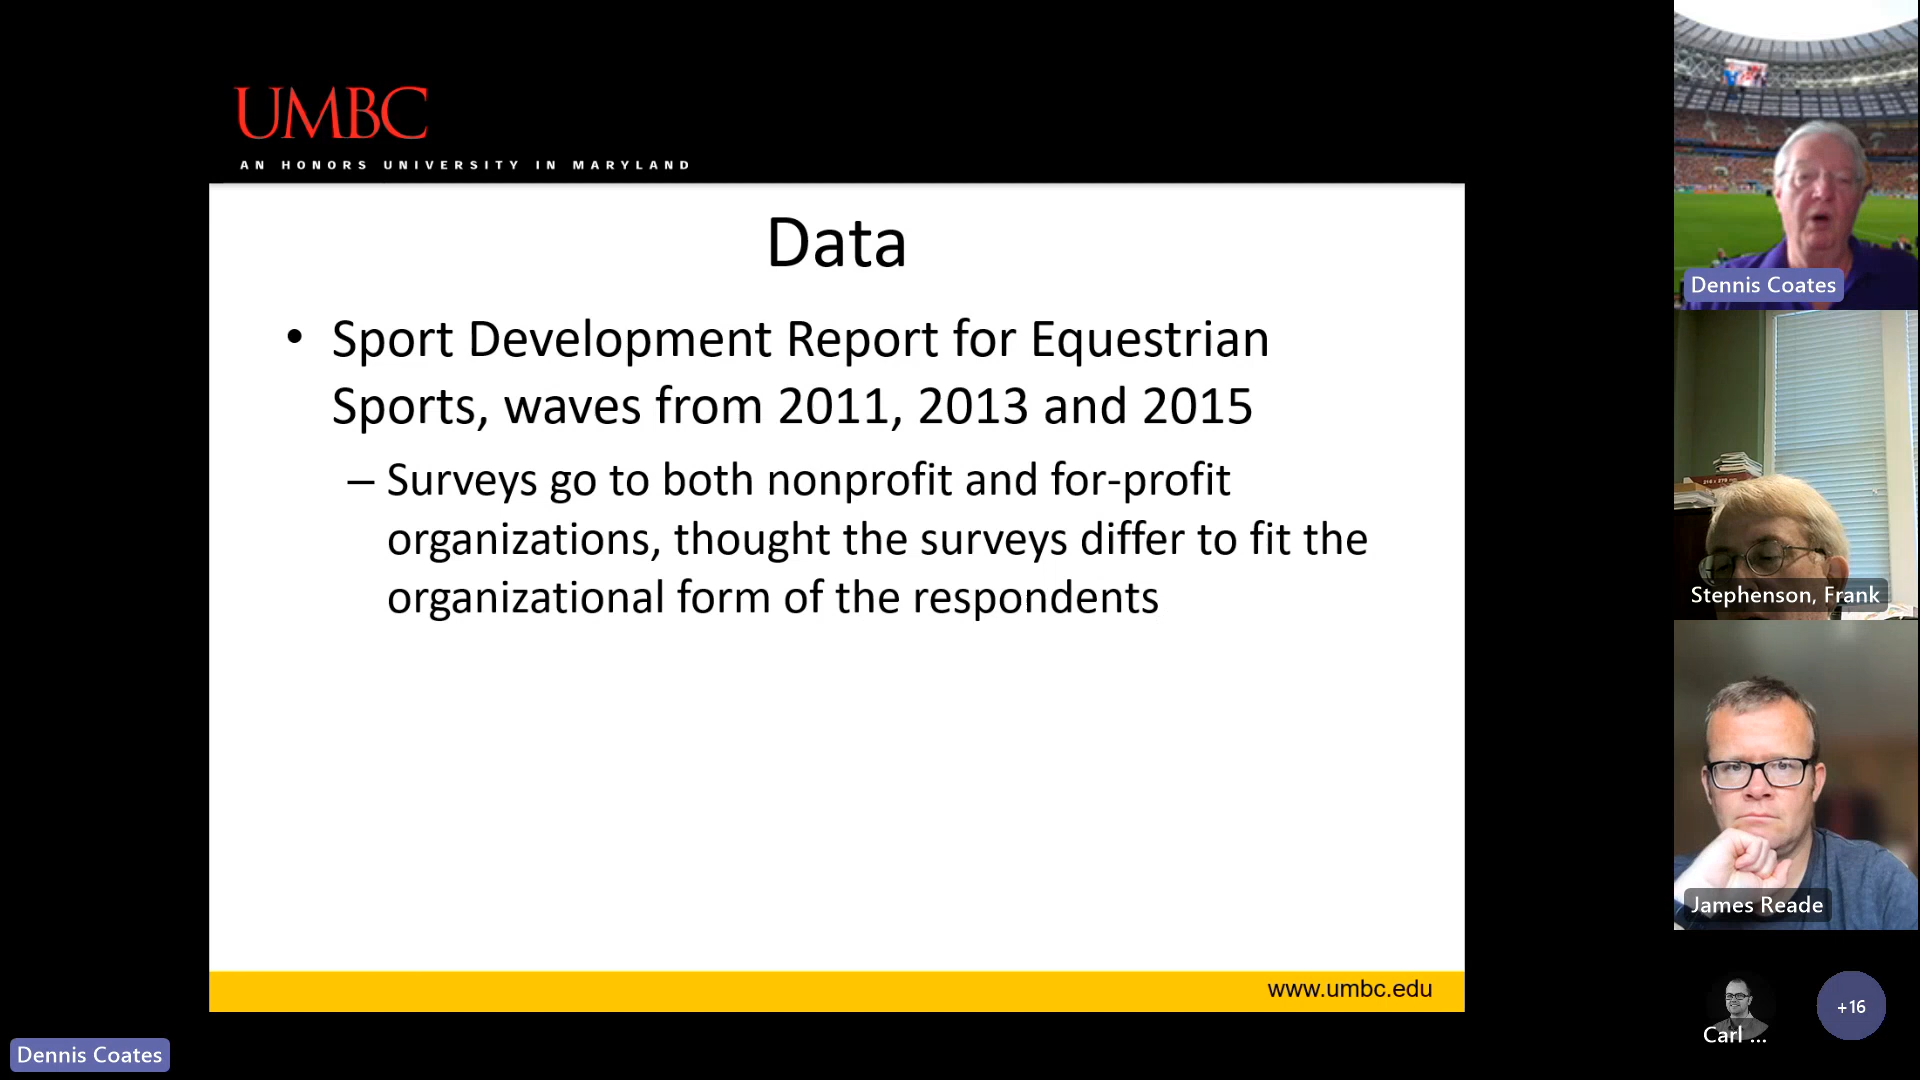 UMBC
AN HONORS UNIVERSITY IN MARYLAND
Data
• Sport Development Report for Equestrian
Sports, waves from 2011, 2013 and 2015
– Surveys go to both nonprofit and for-profit
organizations, thought the surveys differ to fit the
organizational form of the respondents
www.umbc.edu
Dennis Coates
Dennis Coates
Stephenson, Frank
James Reade
Carl ...
+16